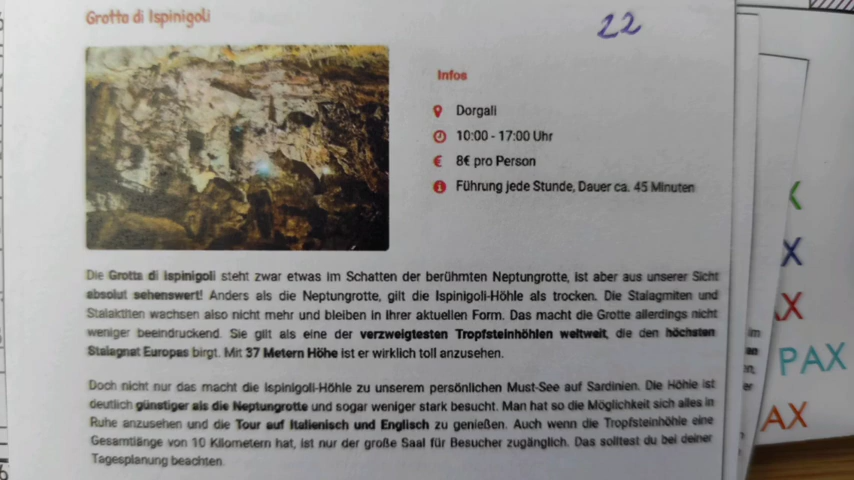 Grotta di Ispinigoli
22
Infos
Dorgali
10:00 - 17:00 Uhr
8€ pro Person
Führung jede Stunde, Dauer ca. 45 Minuten
Die Grotta di Ispinigoli steht zwar etwas im Schatten der berühmten Neptungrotte, ist aber aus unserer Sicht
absolut sehenswert! Anders als die Neptungrotte, gilt die Ispinigoli-Höhle als trocken. Die Stalagmiten und
Stalaktiten wachsen also nicht mehr und bleiben in Ihrer aktuellen Form. Das macht die Grotte allerdings nicht
weniger beeindruckend. Sie gilt als eine der verzweigtesten Tropfsteinhöhlen weltweit, die den höchsten
Stalagnat Europas birgt. Mit 37 Metern Höhe ist er wirklich toll anzusehen.
Doch nicht nur das macht die Ispinigoli-Höhle zu unserem persönlichen Must-See auf Sardinien. Die Höhle ist
deutlich günstiger als die Neptungrotte und sogar weniger stark besucht. Man hat so die Möglichkeit sich alles in
Ruhe anzusehen und die Tour auf Italienisch und Englisch zu genießen. Auch wenn die Tropfsteinhöhle eine
Gesamtlänge von 10 Kilometern hat, ist nur der große Saal für Besucher zugänglich. Das solltest du bei deiner
Tagesplanung beachten.
X
X
AX
PAX
AX